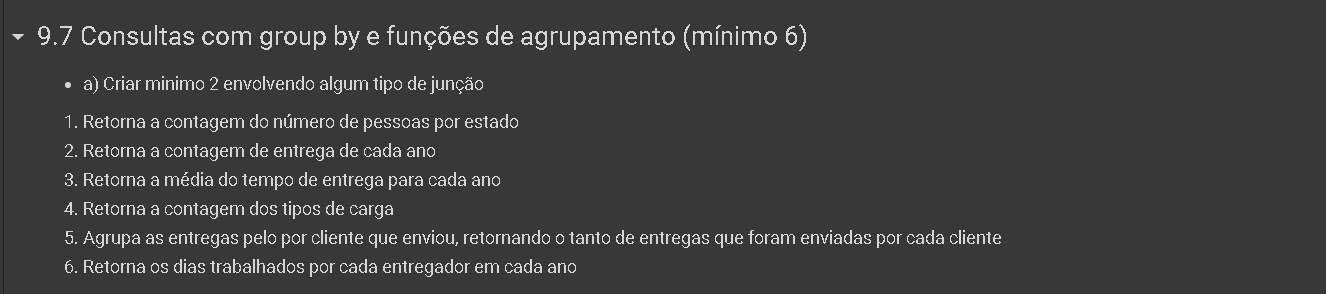 9.7 Consultas com group by e funções de agrupamento (mínimo 6)
a) Criar minimo 2 envolvendo algum tipo de junção
1. Retorna a contagem do número de pessoas por estado
2. Retorna a contagem de entrega de cada ano
3. Retorna a média do tempo de entrega para cada ano
4. Retorna a contagem dos tipos de carga
5. Agrupa as entregas pelo por cliente que enviou, retornando o tanto de entregas que foram enviadas por cada cliente
6. Retorna os dias trabalhados por cada entregador em cada ano